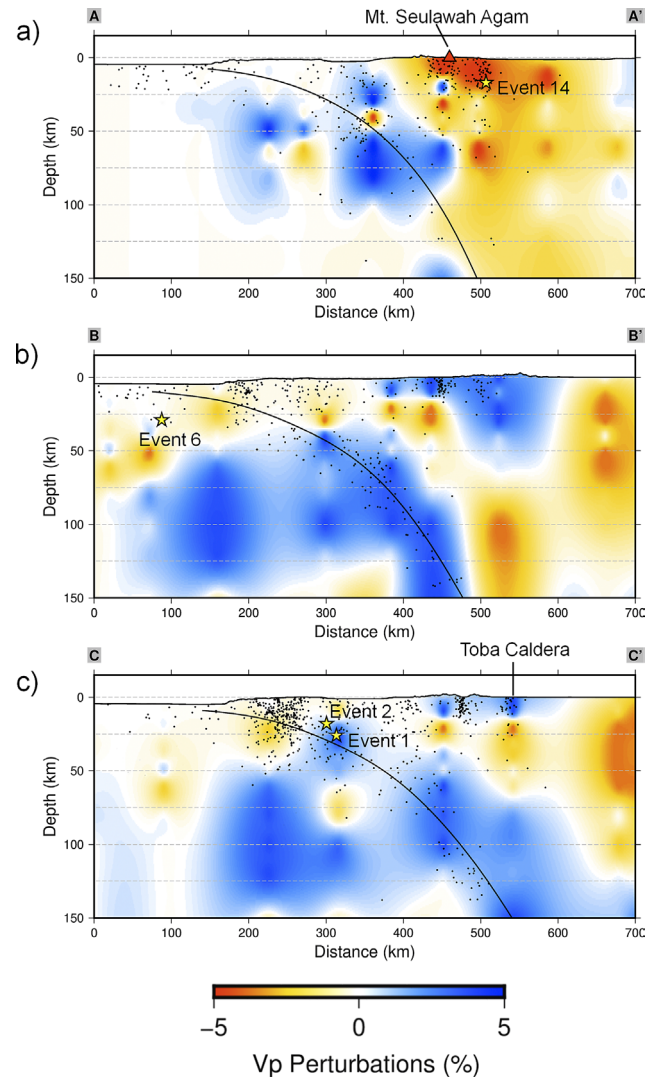 A
Mt. Seulawah Agam
A'
a)
0
50
100
150
Depth (km)
Event 14
0 100 200 300 400 500 600 700
Distance (km)
B
B'
b)
0
50
100
150
Depth (km)
Event 6
0 100 200 300 400 500 600 700
Distance (km)
C
Toba Caldera
C'
c)
0
50
100
150
Depth (km)
Event 2
Event 1
0 100 200 300 400 500 600 700
Distance (km)
−5 0 5
Vp Perturbations (%)